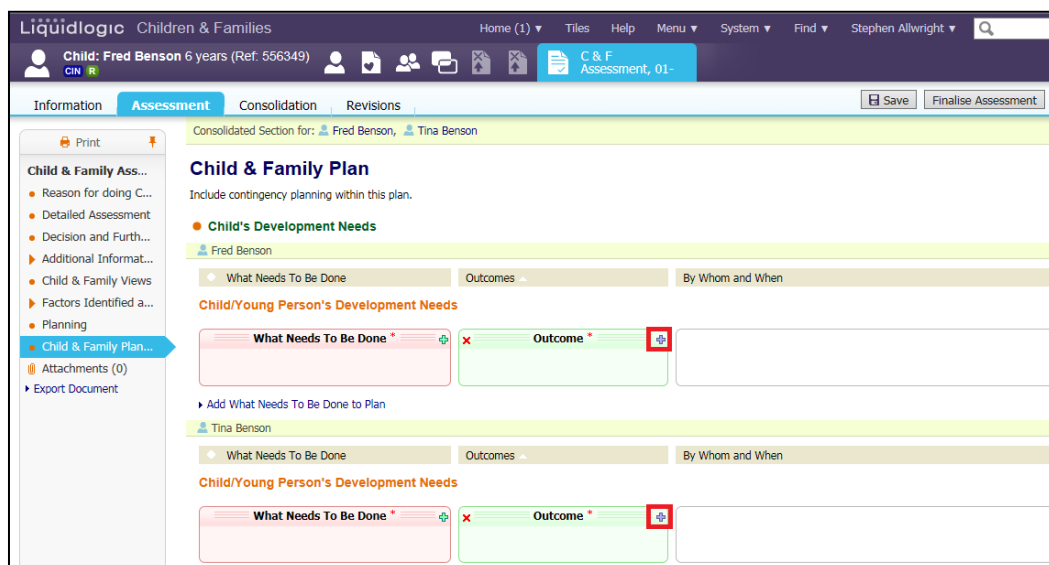 Liquidlogic Children & Families Home (1) ▼ Tiles Help Menu ▼ System ▼ Find ▼ Stephen Allwright ▼
Child: Fred Benson 6 years (Ref: 556349)
CIN R
C & F
Assessment, 01-
Information Assessment Consolidation Revisions Save Finalise Assessment
Print
Child & Family Ass...
Reason for doing C...
Detailed Assessment
Decision and Furth...
Additional Informat...
Child & Family Views
Factors Identified a...
Planning
Child & Family Plan...
Attachments (0)
Export Document
Consolidated Section for: Fred Benson, Tina Benson
Child & Family Plan
Include contingency planning within this plan.
Child's Development Needs
Fred Benson
What Needs To Be Done Outcomes By Whom and When
Child/Young Person's Development Needs
What Needs To Be Done * Outcome *
Add What Needs To Be Done to Plan
Tina Benson
What Needs To Be Done Outcomes By Whom and When
Child/Young Person's Development Needs
What Needs To Be Done * Outcome *